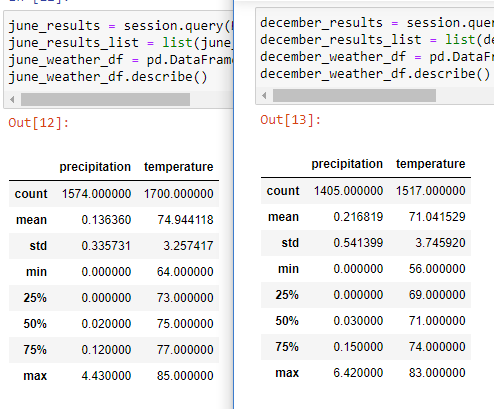 june_results = session.query(
june_results_list = list(june_
june_weather_df = pd.DataFrame
june_weather_df.describe()
Out[12]:
precipitation temperature
count 1574.000000 1700.000000
mean 0.136360 74.944118
std 0.335731 3.257417
min 0.000000 64.000000
25% 0.000000 73.000000
50% 0.020000 75.000000
75% 0.120000 77.000000
max 4.430000 85.000000
december_results = session.quer
december_results_list = list(de
december_weather_df = pd.DataFr
december_weather_df.describe()
Out[13]:
precipitation temperature
count 1405.000000 1517.000000
mean 0.216819 71.041529
std 0.541399 3.745920
min 0.000000 56.000000
25% 0.000000 69.000000
50% 0.030000 71.000000
75% 0.150000 74.000000
max 6.420000 83.000000